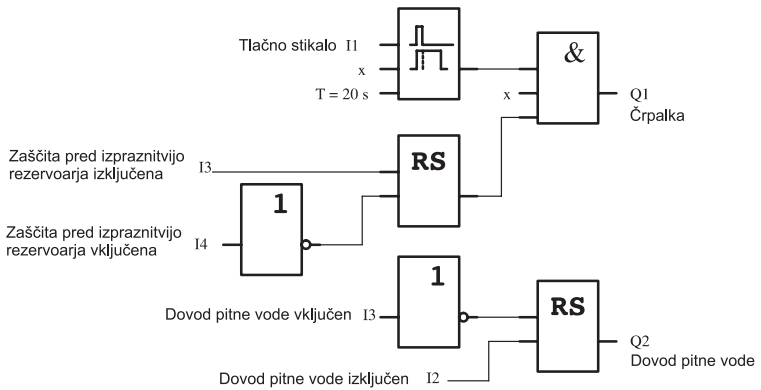 Tlačno stikalo I1
x
T = 20 s
&
x
Q1
Črpalka
Zaščita pred izpraznitvijo
rezervoarja izključena
I3
RS
1
Zaščita pred izpraznitvijo
rezervoarja vključena
I4
1
Dovod pitne vode vključen I3
RS
Q2
Dovod pitne vode
Dovod pitne vode izključen I2